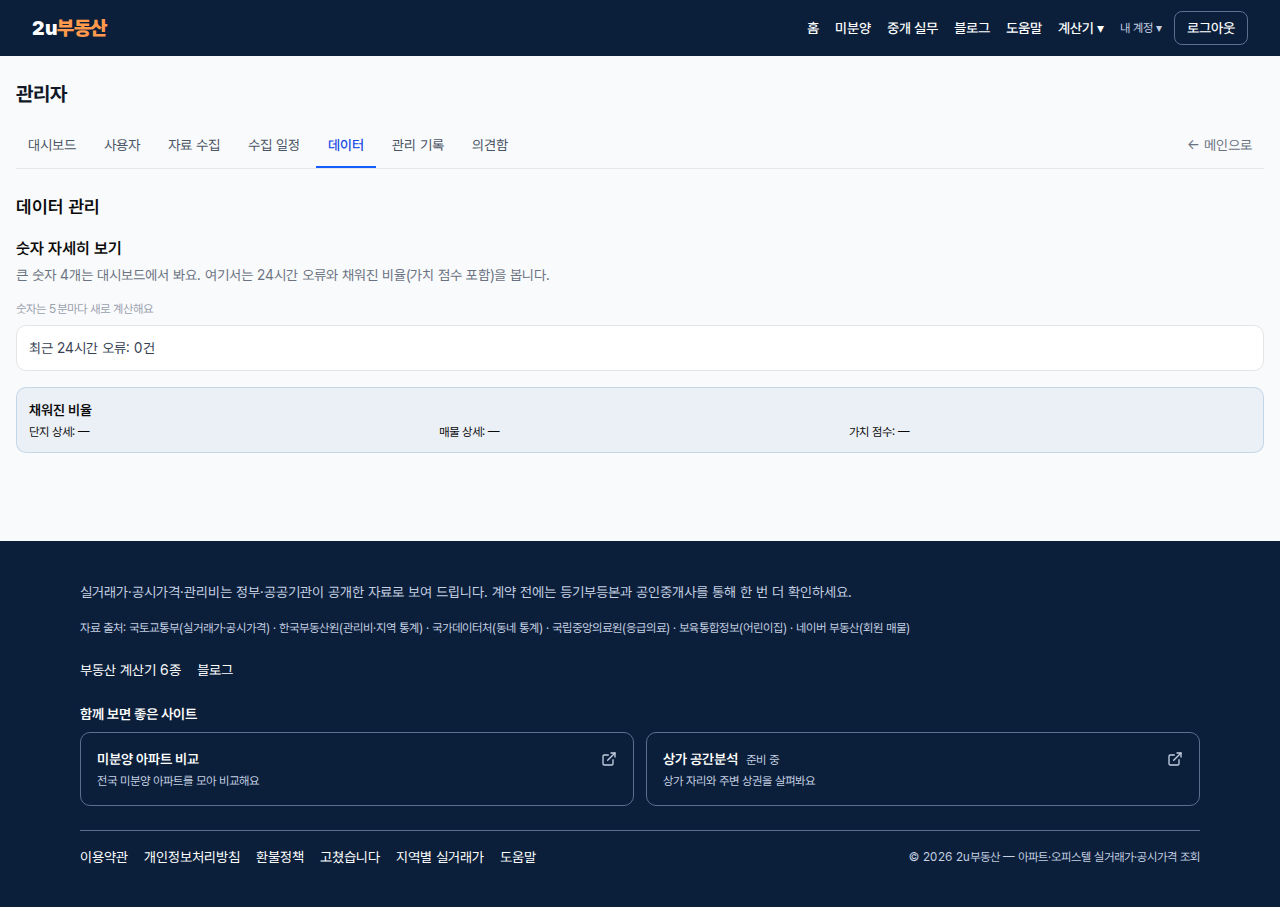 2u부동산
홈 미분양 중개 실무 블로그 도움말 계산기 ▾ 내 계정 ▾ 로그아웃
관리자
대시보드 사용자 자료 수집 수집 일정 데이터 관리 기록 의견함 ← 메인으로
데이터 관리
숫자 자세히 보기
큰 숫자 4개는 대시보드에서 봐요. 여기서는 24시간 오류와 채워진 비율(가치 점수 포함)을 봅니다.
숫자는 5분마다 새로 계산해요
최근 24시간 오류: 0건
채워진 비율
단지 상세: — 매물 상세: — 가치 점수: —
실거래가·공시가격·관리비는 정부·공공기관이 공개한 자료로 보여 드립니다. 계약 전에는 등기부등본과 공인중개사를 통해 한 번 더 확인하세요.
자료 출처: 국토교통부(실거래가·공시가격) · 한국부동산원(관리비·지역 통계) · 국가데이터처(동네 통계) · 국립중앙의료원(응급의료) · 보육통합정보(어린이집) · 네이버 부동산(회원 매물)
부동산 계산기 6종 블로그
함께 보면 좋은 사이트
미분양 아파트 비교
전국 미분양 아파트를 모아 비교해요
상가 공간분석 준비 중
상가 자리와 주변 상권을 살펴봐요
이용약관 개인정보처리방침 환불정책 고쳤습니다 지역별 실거래가 도움말
© 2026 2u부동산 — 아파트·오피스텔 실거래가·공시가격 조회